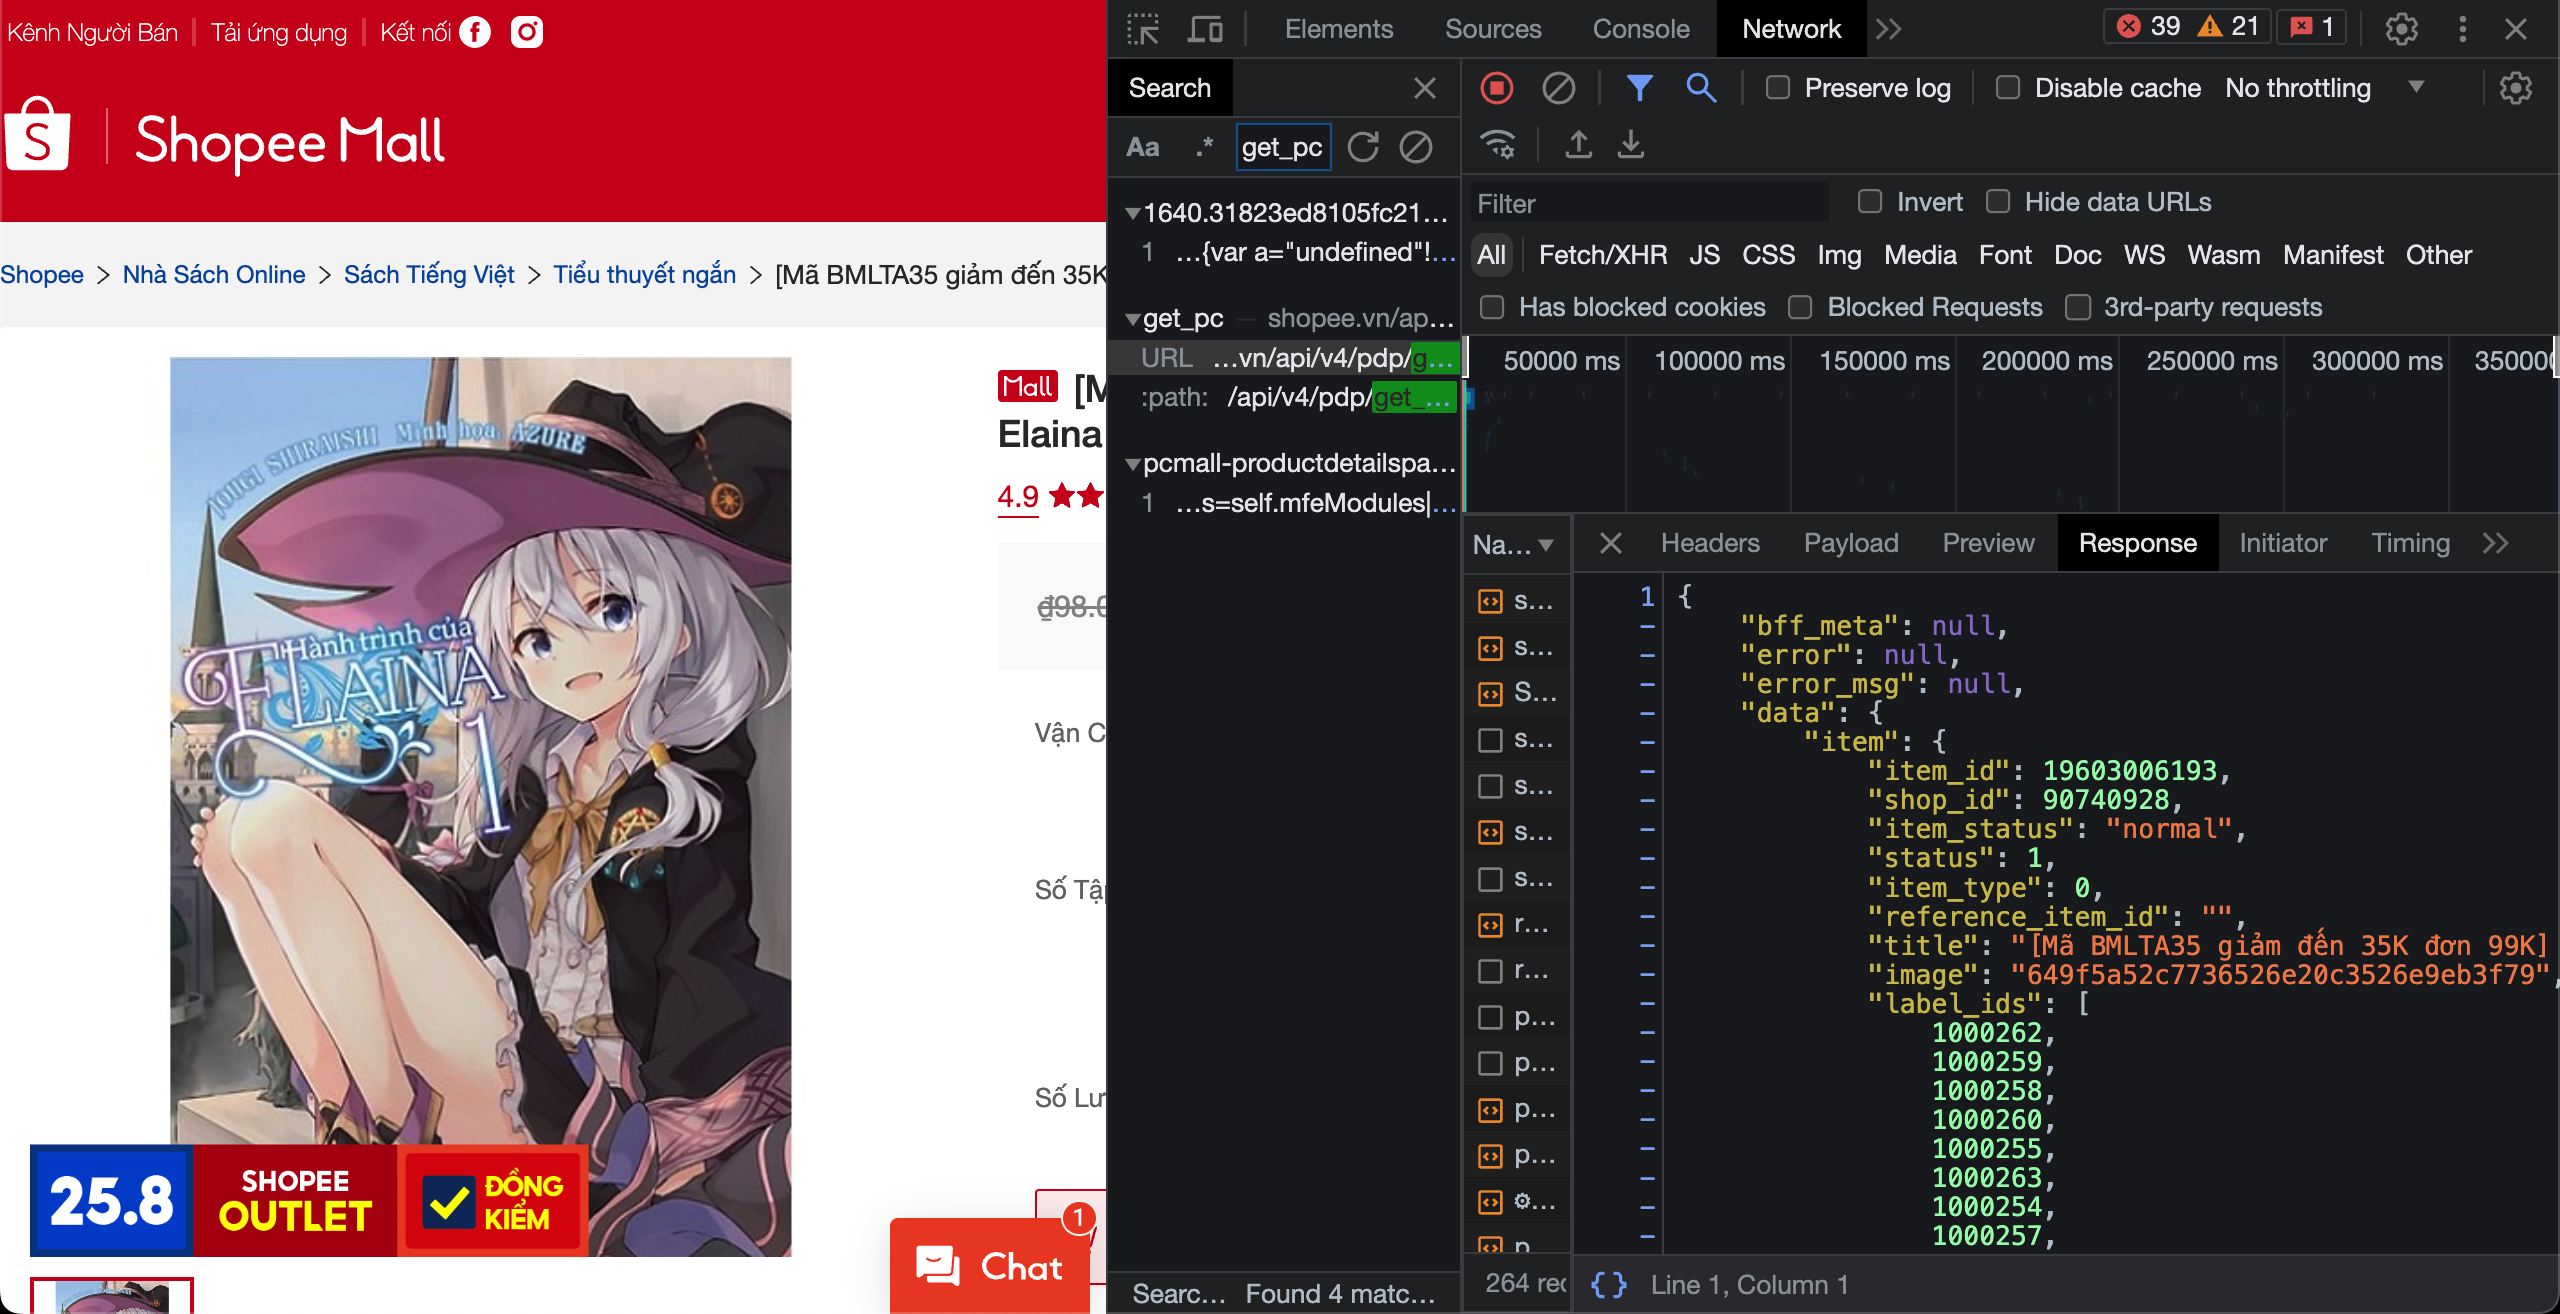 Kênh Người Bán
Tải ứng dụng
Kết nối
Shopee Mall
Shopee > Nhà Sách Online > Sách Tiếng Việt > Tiểu thuyết ngắn > [Mã BMLTA35 giảm đến 35K
JOUGI SHIRAISHI Minh họa AZURE
Hành trình của
ELAINA
1
25.8
SHOPEE
OUTLET
ĐỒNG
KIỂM
Mall [M
Elaina
4.9
₫98.0
Vận C
Số Tập
Số Lư
1
Chat
Elements
Sources
Console
Network
39
21
1
Search
Aa
.*
get_pc
1640.31823ed8105fc21…
1 …{var a="undefined"!…
get_pc — shopee.vn/ap…
URL …vn/api/v4/pdp/g…
:path: /api/v4/pdp/get_…
pcmall-productdetailspa…
1 …s=self.mfeModules|…
Searc… Found 4 matc…
Preserve log
Disable cache
No throttling
Filter
Invert
Hide data URLs
All Fetch/XHR JS CSS Img Media Font Doc WS Wasm Manifest Other
Has blocked cookies
Blocked Requests
3rd-party requests
50000 ms 100000 ms 150000 ms 200000 ms 250000 ms 300000 ms 350000
Na…
s…
s…
S…
s…
s…
s…
s…
r…
r…
p…
p…
p…
p…
⚙…
p
264 rec
Headers Payload Preview Response Initiator Timing
1 {
"bff_meta": null,
"error": null,
"error_msg": null,
"data": {
"item": {
"item_id": 19603006193,
"shop_id": 90740928,
"item_status": "normal",
"status": 1,
"item_type": 0,
"reference_item_id": "",
"title": "[Mã BMLTA35 giảm đến 35K đơn 99K]
"image": "649f5a52c7736526e20c3526e9eb3f79",
"label_ids": [
1000262,
1000259,
1000258,
1000260,
1000255,
1000263,
1000254,
1000257,
{} Line 1, Column 1